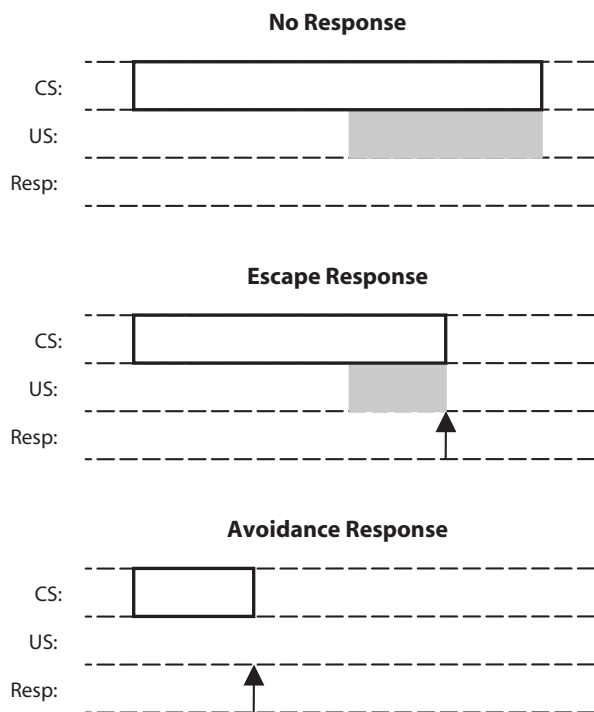 No Response
CS:
US:
Resp:
Escape Response
CS:
US:
Resp:
Avoidance Response
CS:
US:
Resp: